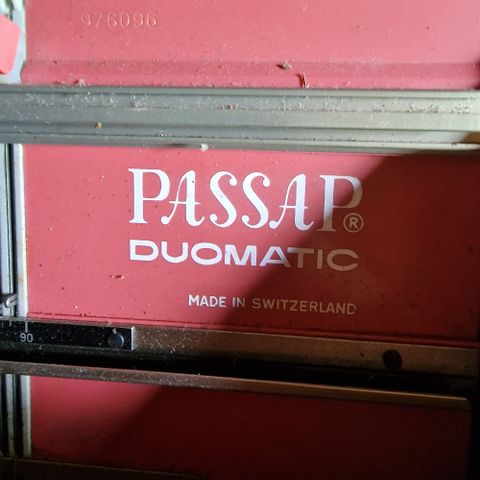 976096
PASSAP®
DUOMATIC
MADE IN SWITZERLAND
90